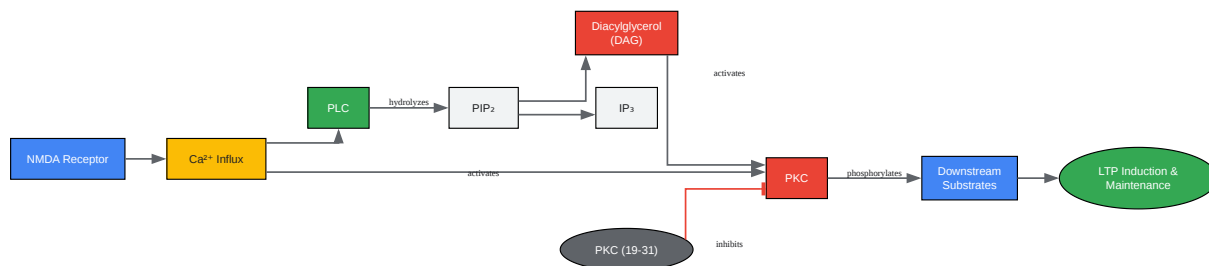 Diacylglycerol
(DAG)
activates
PLC
hydrolyzes
PIP₂
IP₃
NMDA Receptor
Ca²⁺ Influx
activates
PKC
phosphorylates
Downstream
Substrates
LTP Induction &
Maintenance
PKC (19-31)
inhibits